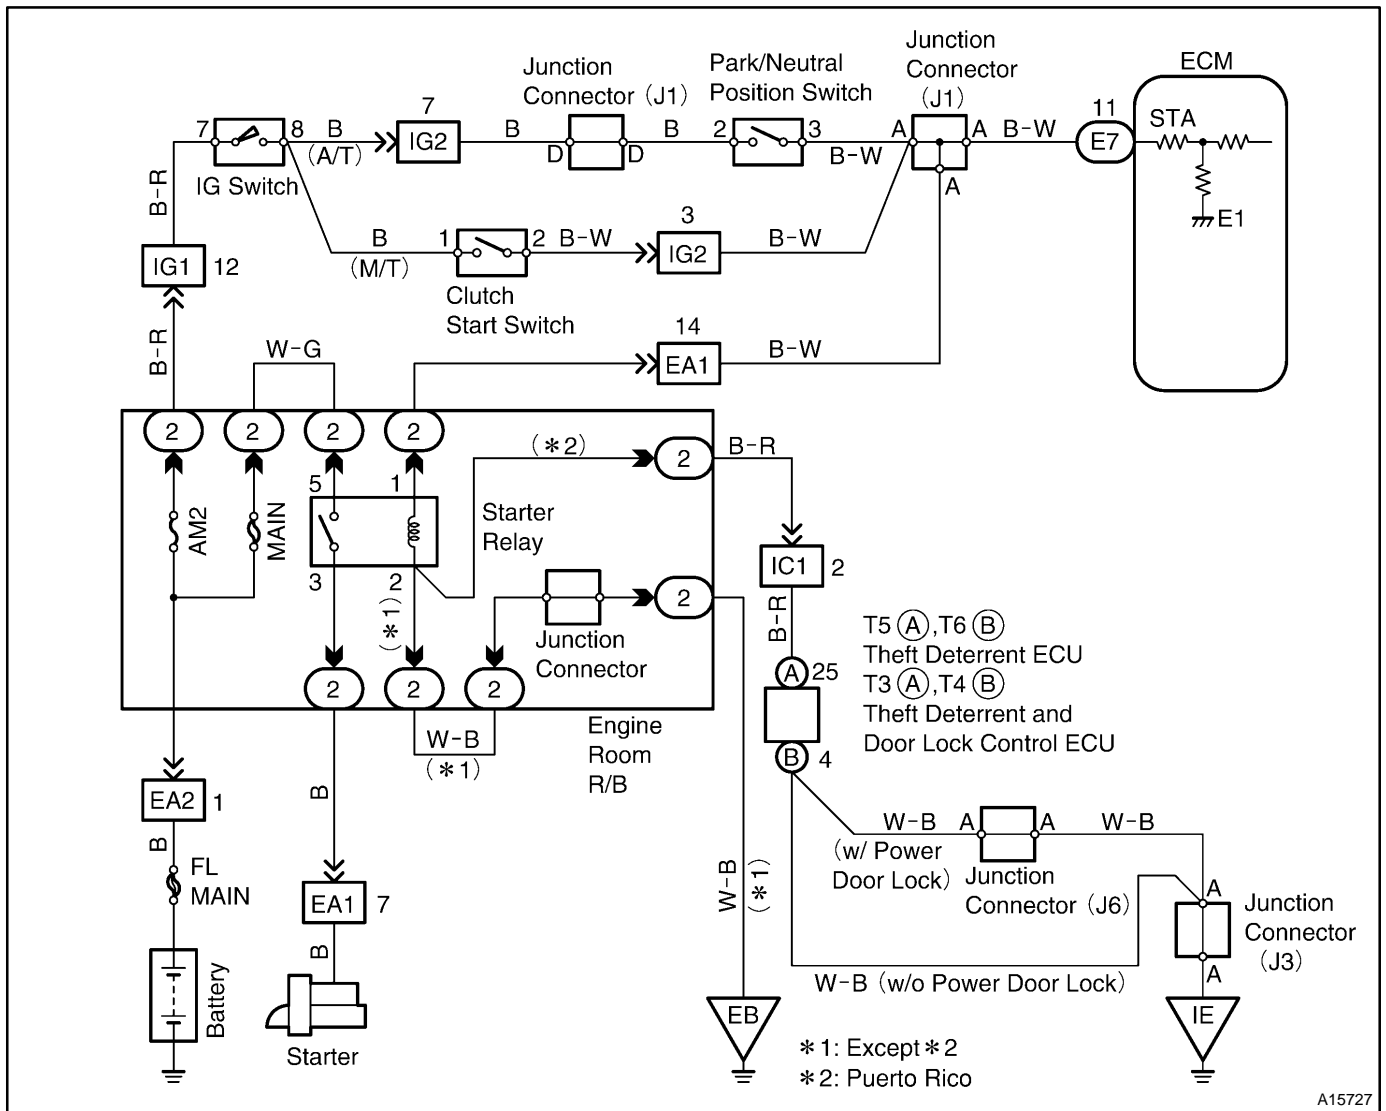 Junction
Connector (J1)
Park/Neutral
Position Switch
Junction
Connector
(J1)
ECM
7
11
7
8
B
(A/T)
IG2
B
D
D
B
2
3
B-W
A
A
B-W
E7
STA
IG Switch
A
E1
B-R
3
B
(M/T)
1
2
B-W
IG2
B-W
IG1
12
Clutch
Start Switch
14
B-R
W-G
EA1
B-W
2
2
2
2
(*2)
2
B-R
5
1
AM2
MAIN
Starter
Relay
IC1
2
3
2
(*1)
2
B-R
Junction
Connector
T5 A, T6 B
Theft Deterrent ECU
T3 A, T4 B
Theft Deterrent and
Door Lock Control ECU
A
25
B
4
2
2
2
W-B
(*1)
Engine
Room
R/B
EA2
1
B
B
FL
MAIN
EA1
7
B
Battery
Starter
W-B
(*1)
W-B
A
A
W-B
(w/ Power
Door Lock)
Junction
Connector (J6)
A
Junction
Connector
(J3)
A
W-B (w/o Power Door Lock)
EB
IE
*1: Except *2
*2: Puerto Rico
A15727